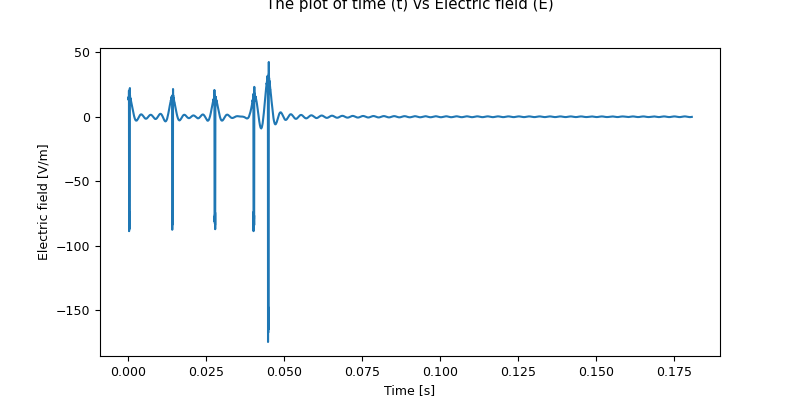 The plot of time (t) vs Electric field (E)
50
0
−50
−100
−150
Electric field [V/m]
0.000 0.025 0.050 0.075 0.100 0.125 0.150 0.175
Time [s]